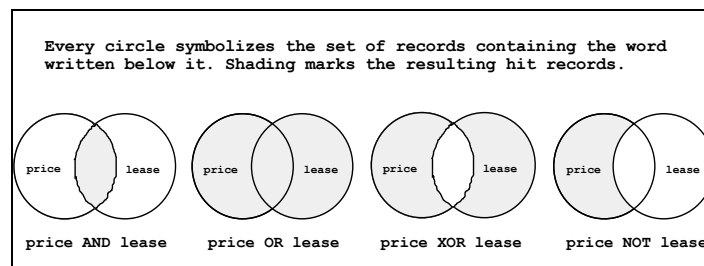 Every circle symbolizes the set of records containing the word
written below it. Shading marks the resulting hit records.
price lease price lease price lease price lease
price AND lease price OR lease price XOR lease price NOT lease